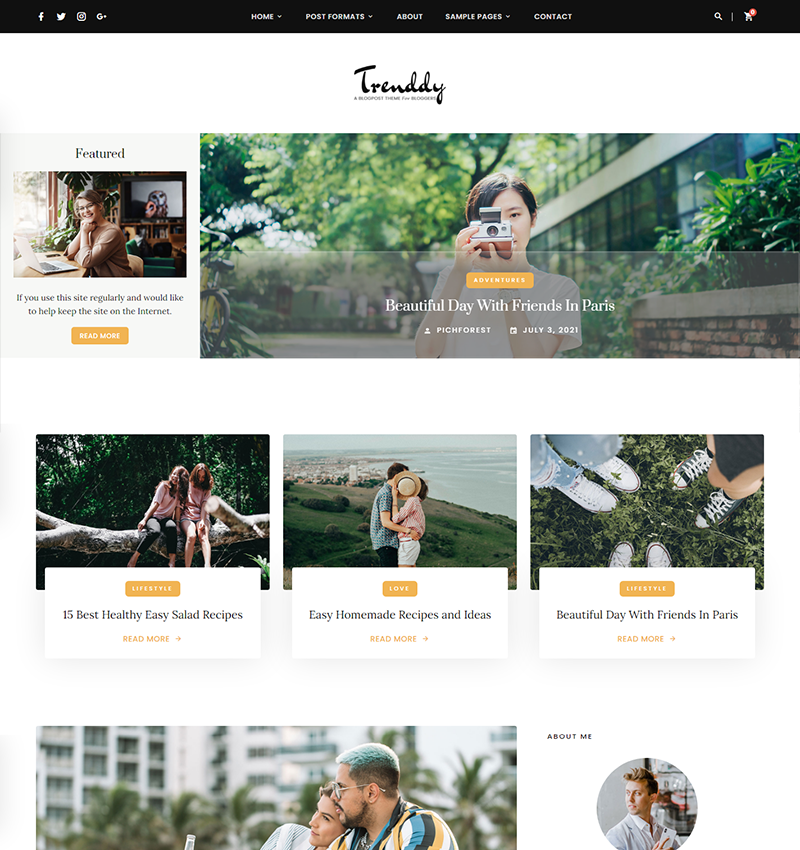 HOME POST FORMATS ABOUT SAMPLE PAGES CONTACT
0
Trenddy
A BLOGPOST THEME For BLOGGERS
Featured
If you use this site regularly and would like
to help keep the site on the Internet.
READ MORE
ADVENTURES
Beautiful Day With Friends In Paris
PICHFOREST JULY 3, 2021
LIFESTYLE
15 Best Healthy Easy Salad Recipes
READ MORE
LOVE
Easy Homemade Recipes and Ideas
READ MORE
LIFESTYLE
Beautiful Day With Friends In Paris
READ MORE
ABOUT ME